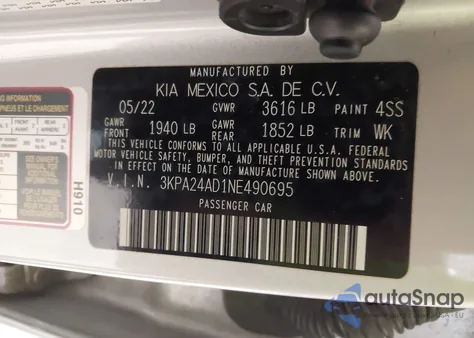 MANUFACTURED BY
KIA MEXICO S.A. DE C.V.
05/22 GVWR 3616 LB PAINT 4SS
GAWR FRONT 1940 LB GAWR REAR 1852 LB TRIM WK
THIS VEHICLE CONFORMS TO ALL APPLICABLE U.S.A. FEDERAL
MOTOR VEHICLE SAFETY, BUMPER, AND THEFT PREVENTION STANDARDS
IN EFFECT ON THE DATE OF MANUFACTURE SHOWN ABOVE.
V.I.N. 3KPA24AD1NE490695
PASSENGER CAR
H910
autoSnap